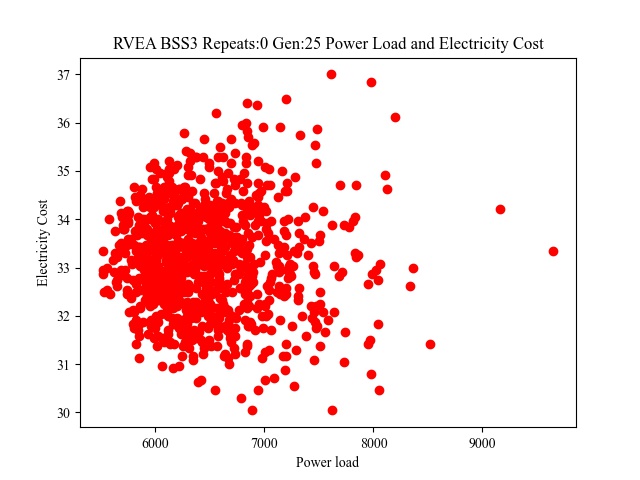 RVEA BSS3 Repeats:0 Gen:25 Power Load and Electricity Cost
37
36
35
34
33
32
31
30
Electricity Cost
6000 7000 8000 9000
Power load